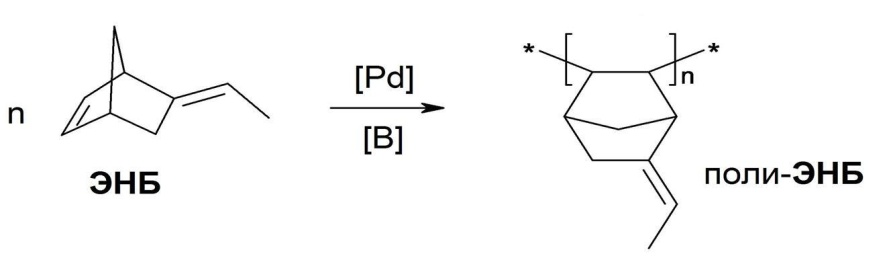 n
ЭНБ
[Pd]
[B]
*
n
*
поли-ЭНБ